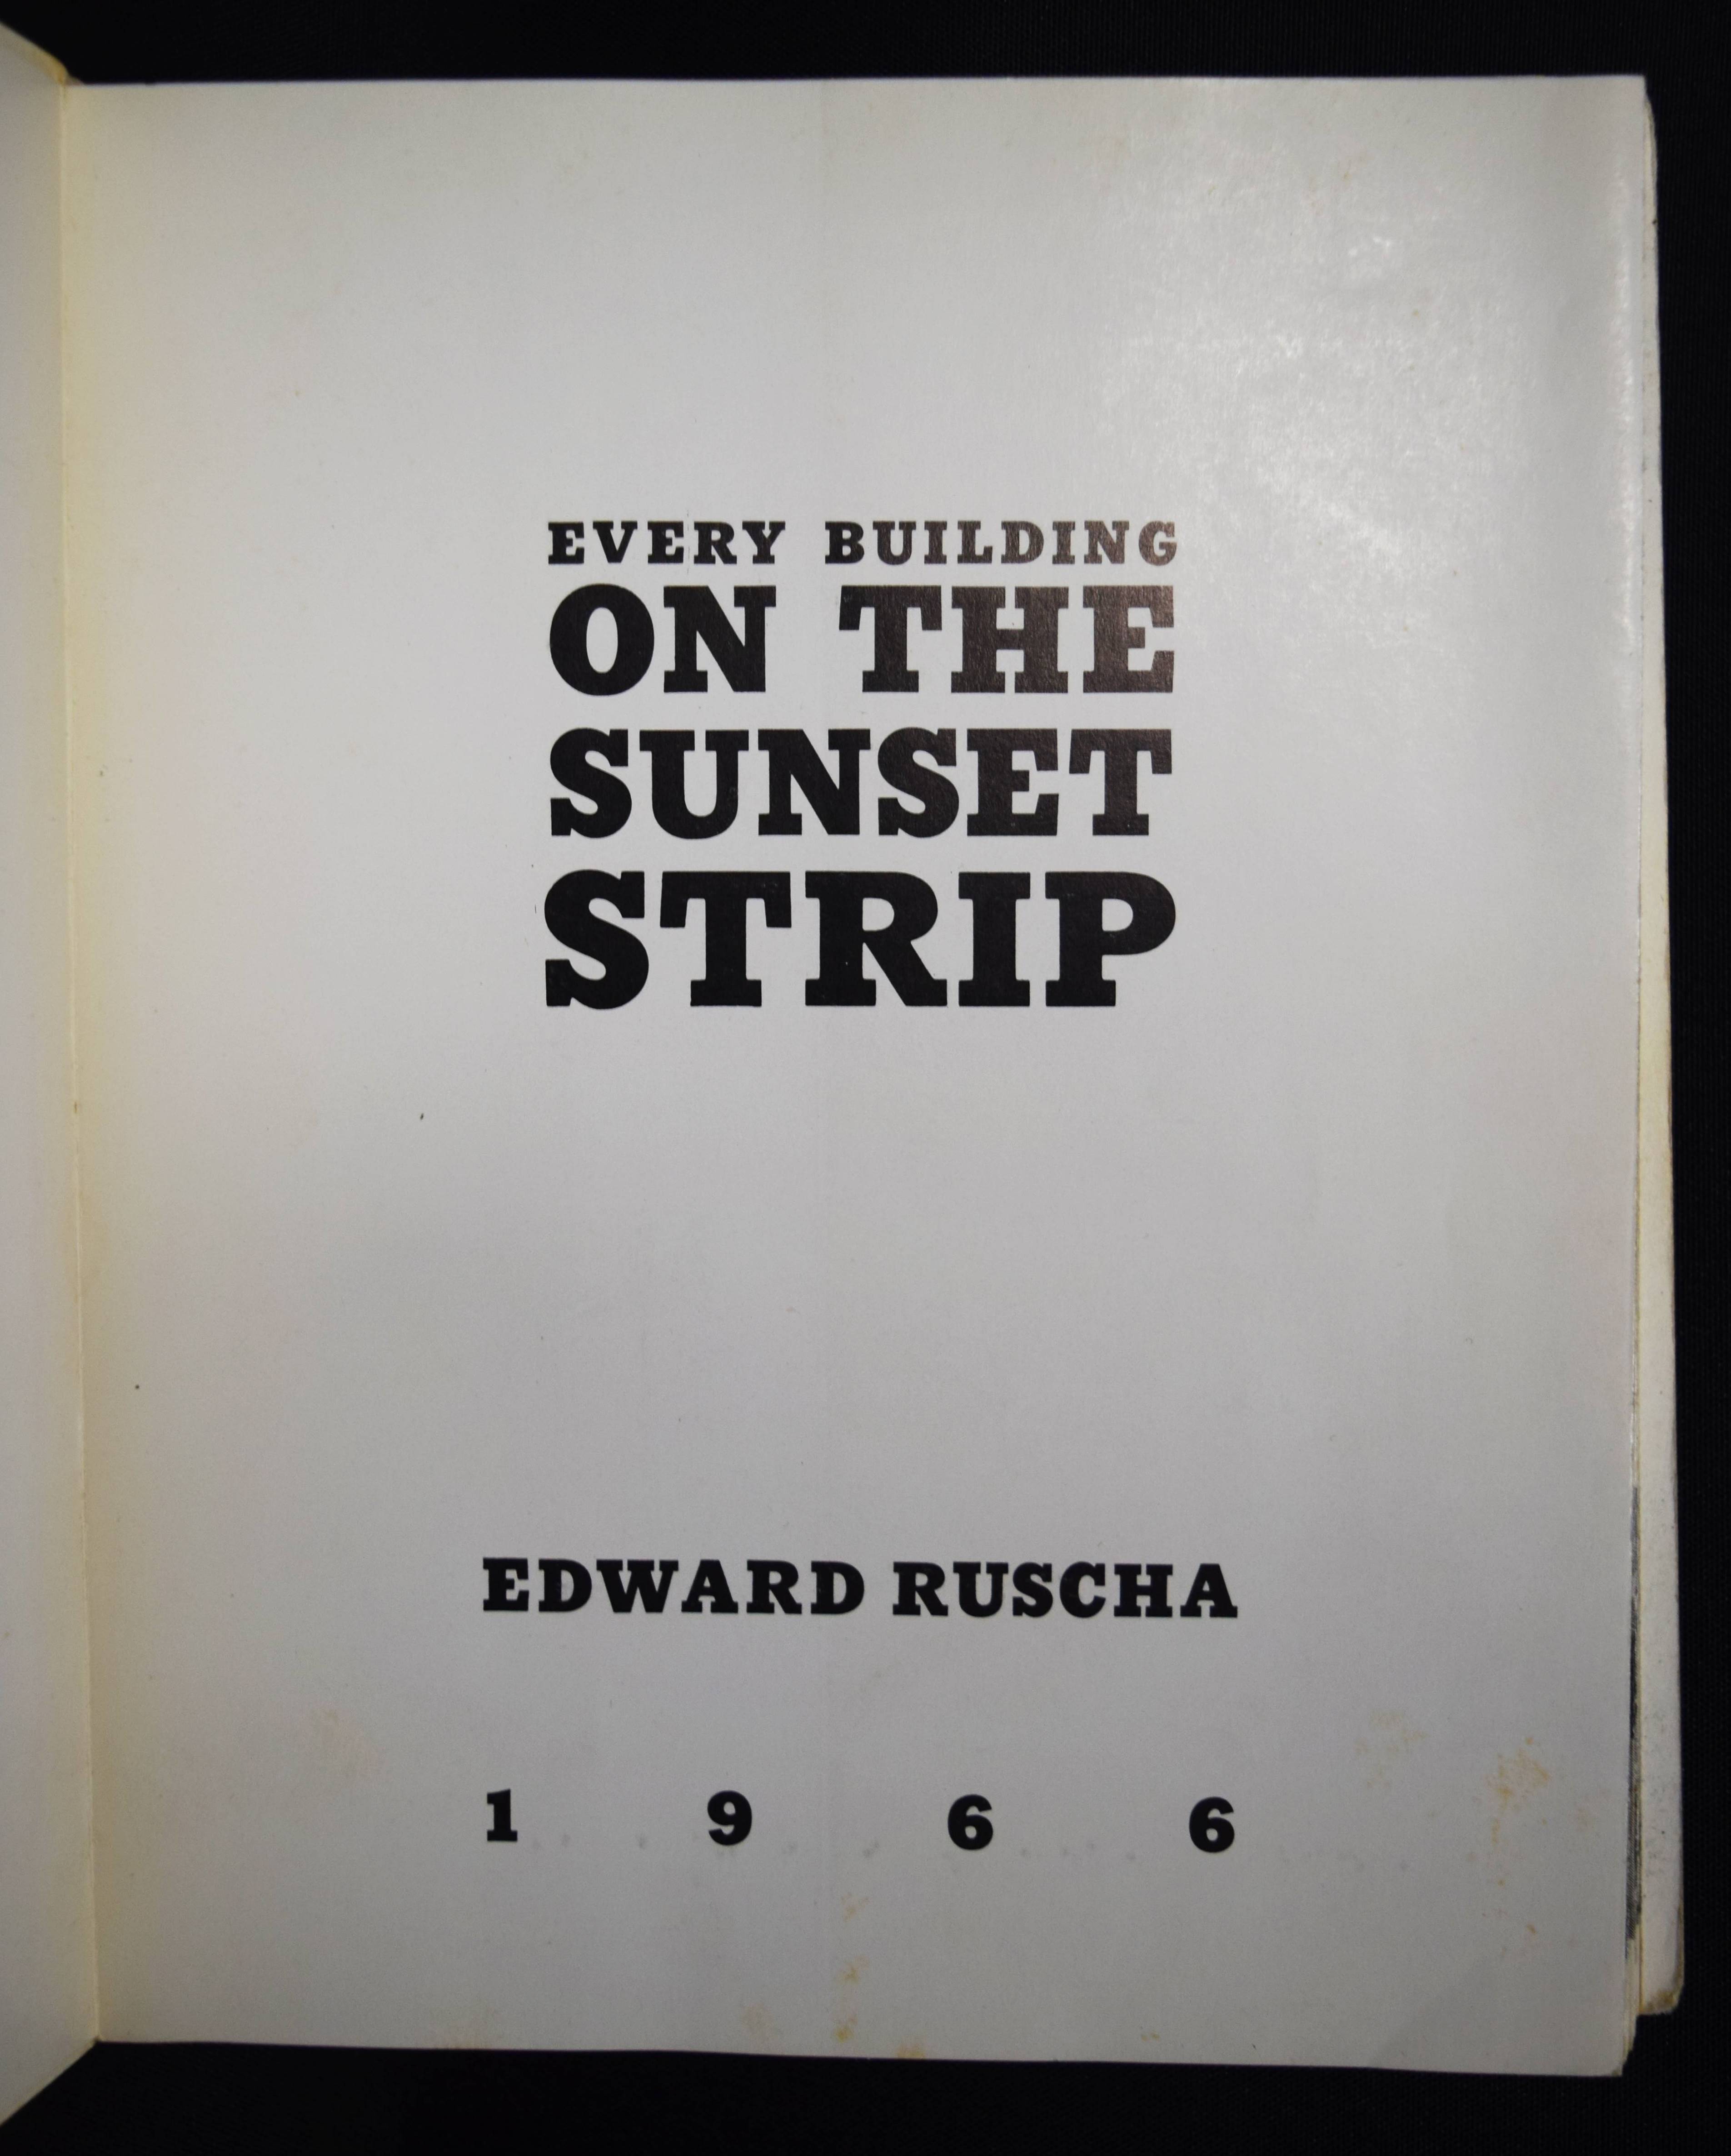 EVERY BUILDING
ON THE
SUNSET
STRIP
EDWARD RUSCHA
1 9 6 6